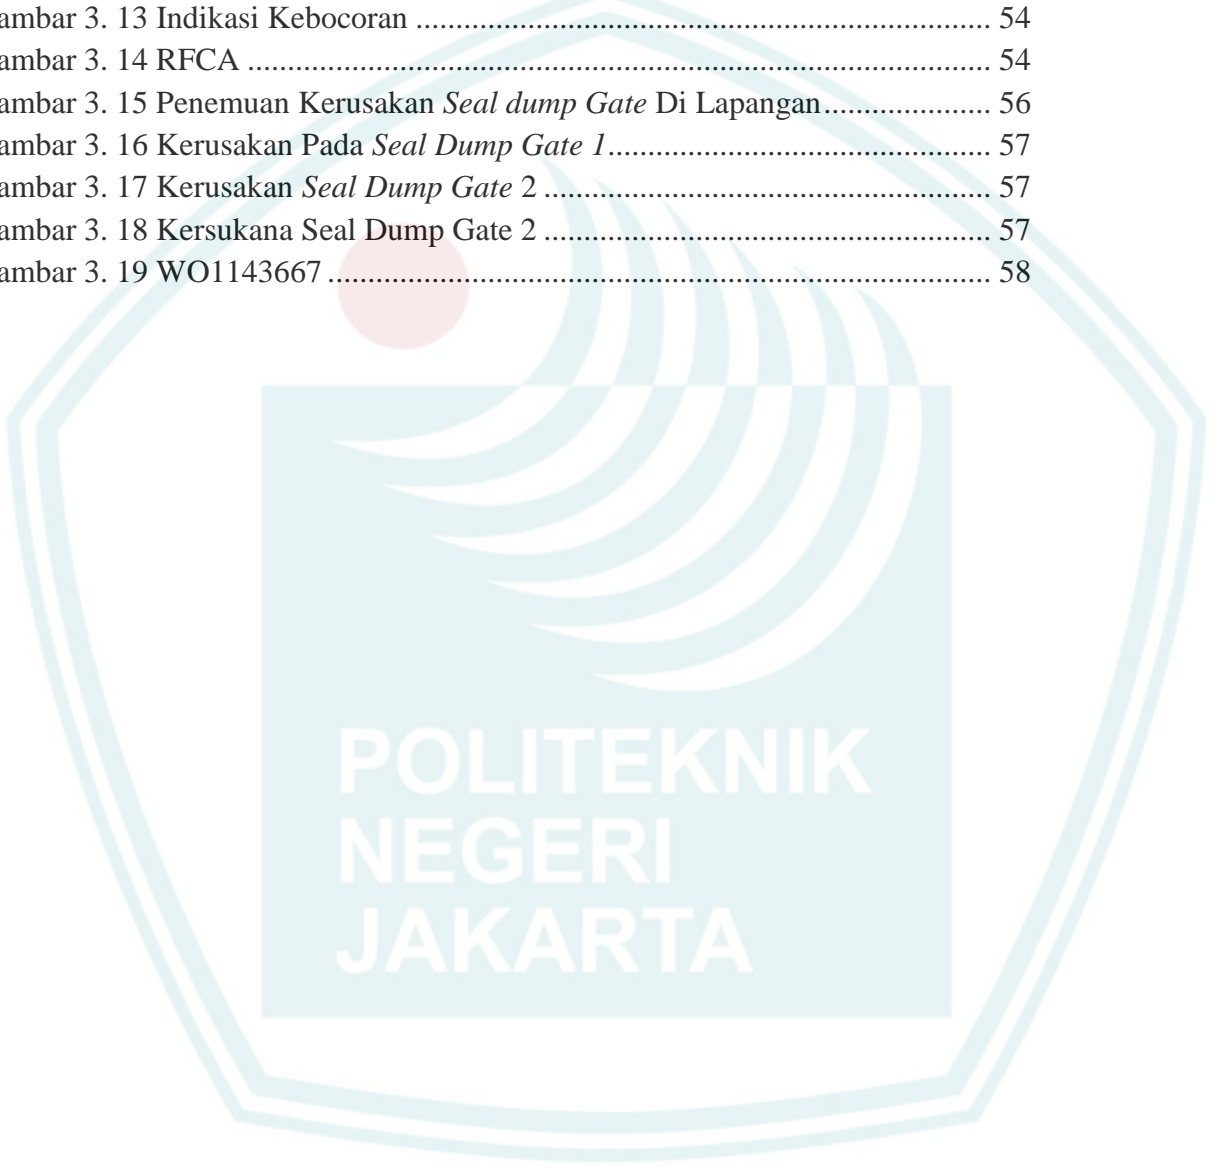 ambar 3. 13 Indikasi Kebocoran ........................................................................ 54
ambar 3. 14 RFCA ............................................................................................. 54
ambar 3. 15 Penemuan Kerusakan Seal dump Gate Di Lapangan..................... 56
ambar 3. 16 Kerusakan Pada Seal Dump Gate 1................................................ 57
ambar 3. 17 Kerusakan Seal Dump Gate 2 ........................................................ 57
ambar 3. 18 Kersukana Seal Dump Gate 2 ........................................................ 57
ambar 3. 19 WO1143667 ................................................................................... 58
POLITEKNIK
NEGERI
JAKARTA